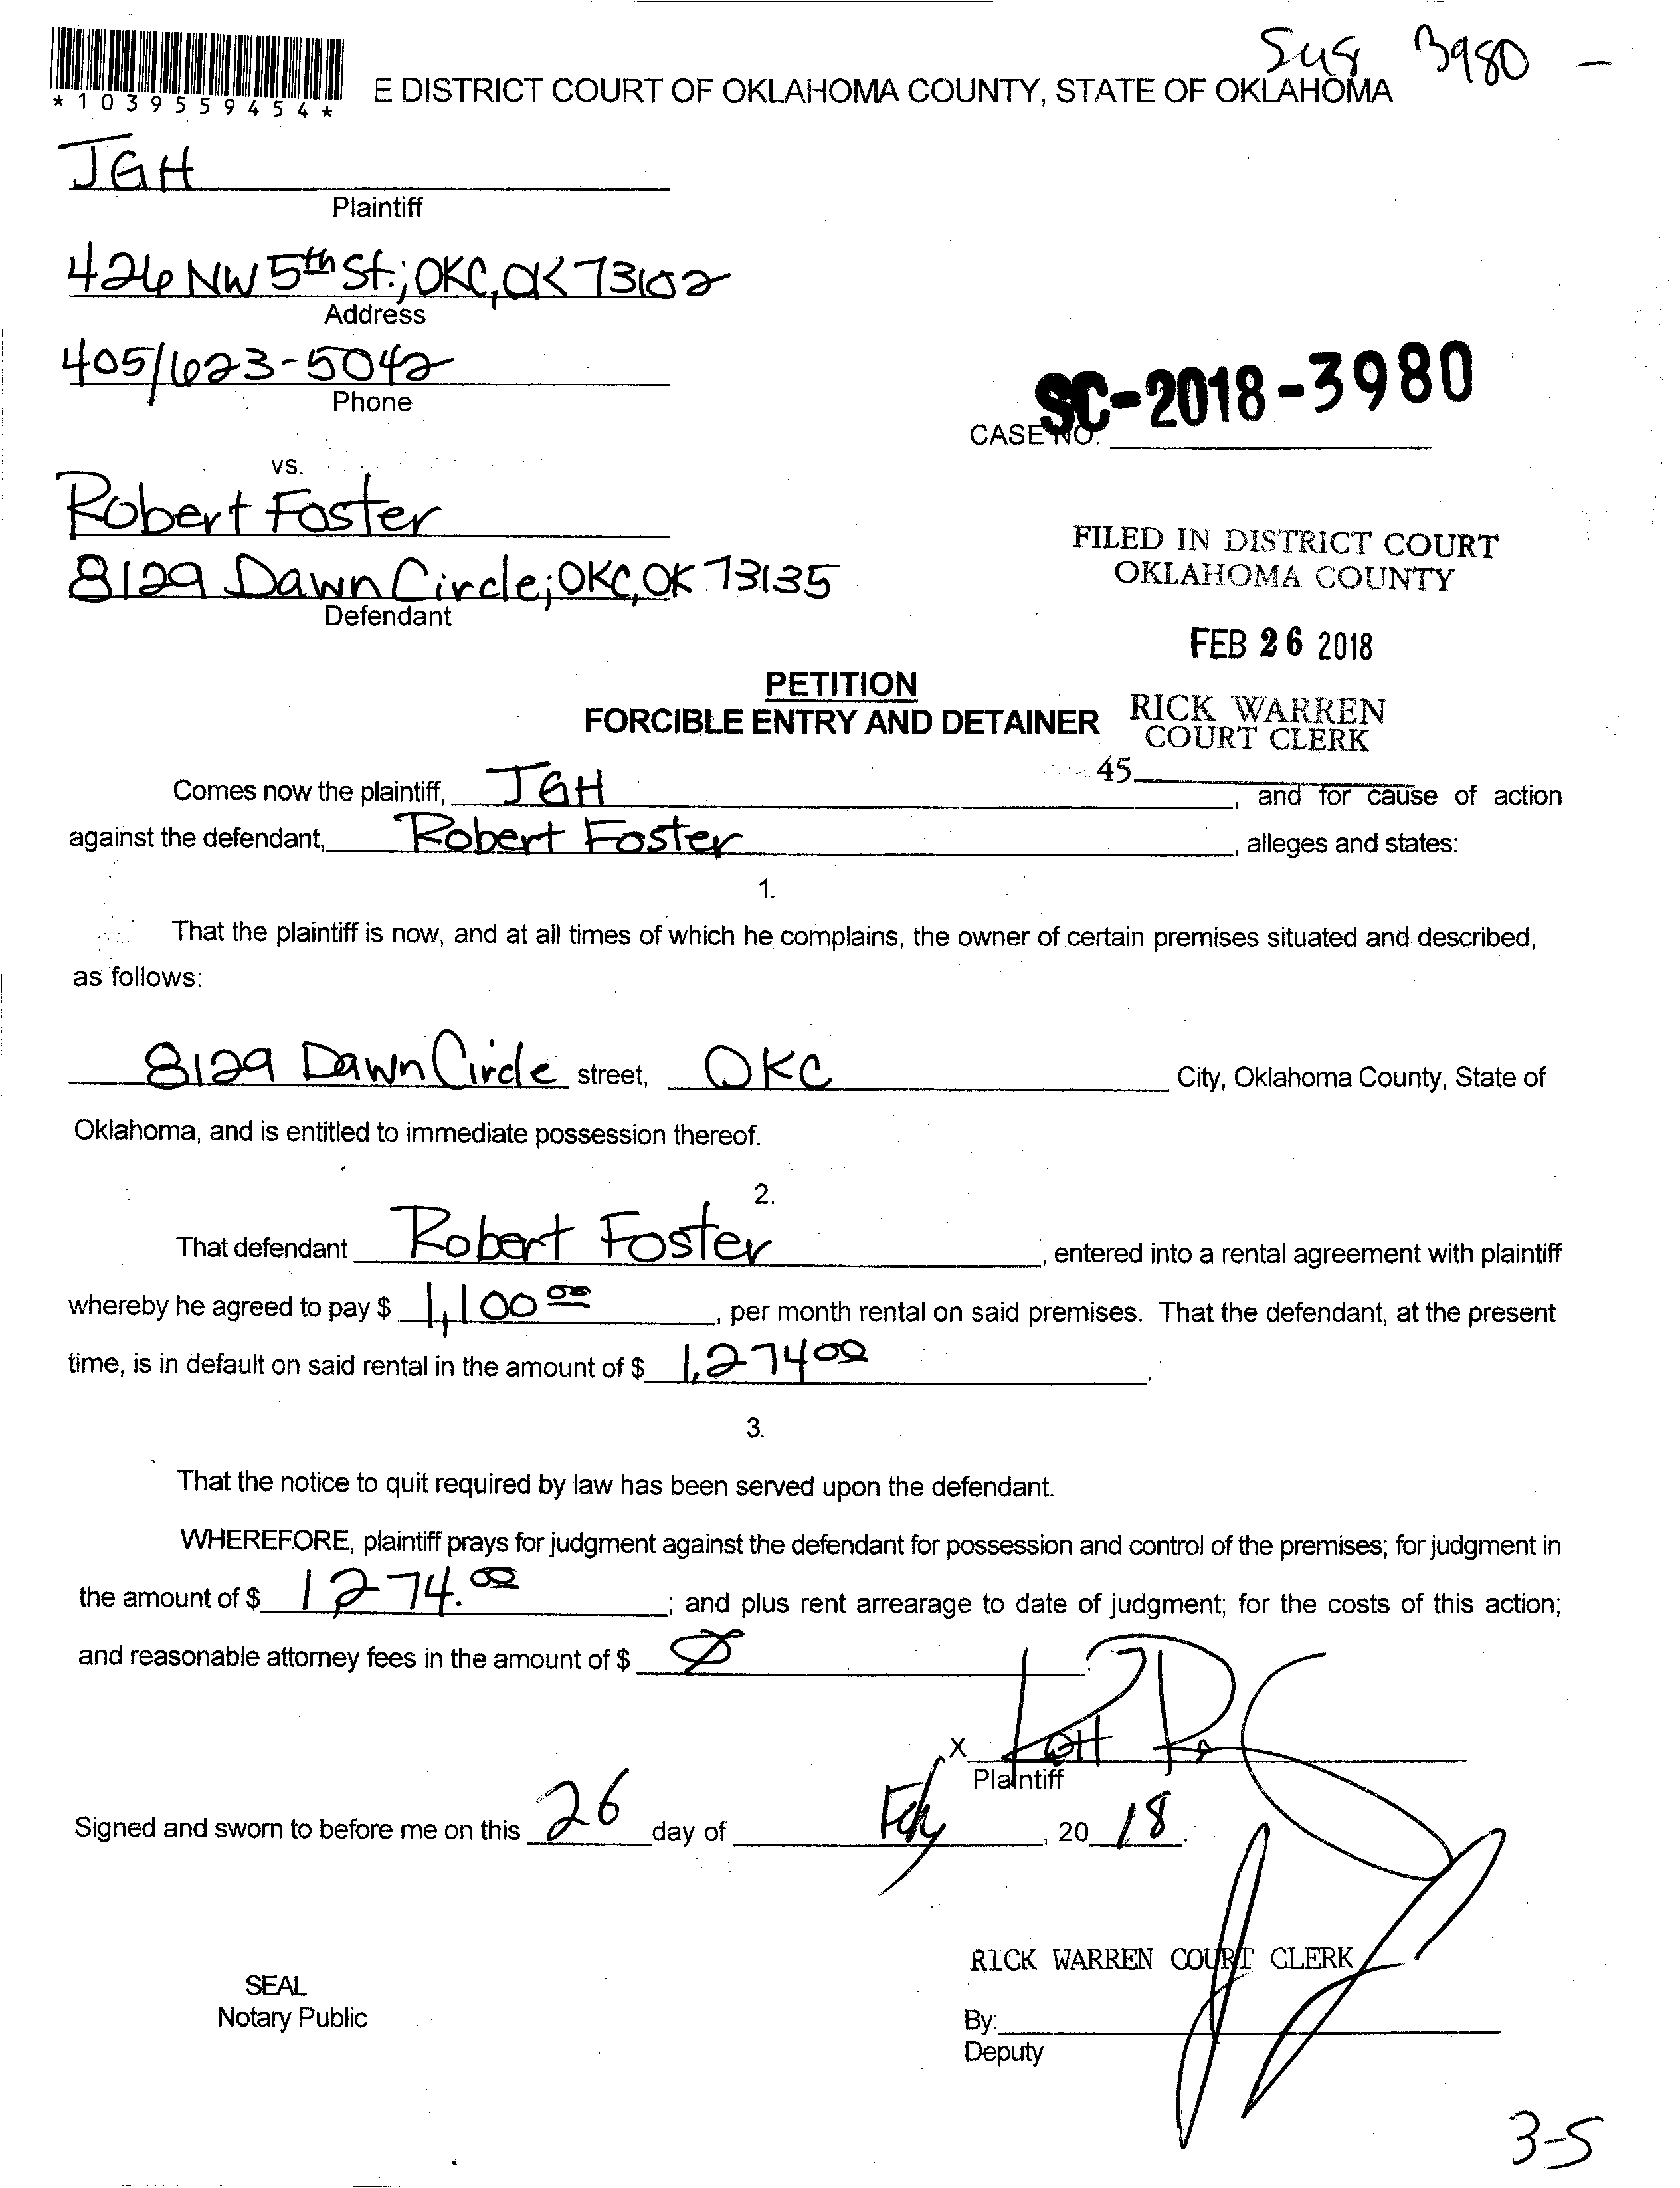 3980 -
*1039559454*
E DISTRICT COURT OF OKLAHOMA COUNTY, STATE OF OKLAHOMA
JGH
Plaintiff
426 NW 5th St.; OKC, OK 73102
Address
405/623-5042
Phone
SC-2018-3980
CASE NO.
vs.
Robert Foster
8129 Dawn Circle; OKC, OK 73135
Defendant
FILED IN DISTRICT COURT
OKLAHOMA COUNTY
FEB 26 2018
RICK WARREN
COURT CLERK
45
PETITION
FORCIBLE ENTRY AND DETAINER
Comes now the plaintiff, JGH, and for cause of action
against the defendant, Robert Foster, alleges and states:
1.
That the plaintiff is now, and at all times of which he complains, the owner of certain premises situated and described,
as follows:
8129 Dawn Circle street, OKC City, Oklahoma County, State of
Oklahoma, and is entitled to immediate possession thereof.
2.
That defendant Robert Foster, entered into a rental agreement with plaintiff
whereby he agreed to pay $ 1,100 00, per month rental on said premises. That the defendant, at the present
time, is in default on said rental in the amount of $ 1,274 00.
3.
That the notice to quit required by law has been served upon the defendant.
WHEREFORE, plaintiff prays for judgment against the defendant for possession and control of the premises; for judgment in
the amount of $ 1274.00; and plus rent arrearage to date of judgment; for the costs of this action;
and reasonable attorney fees in the amount of $ Ø.
X
Plaintiff
Signed and sworn to before me on this 26 day of Feb, 20 18.
RICK WARREN COURT CLERK
SEAL
Notary Public
By:
Deputy
3-5